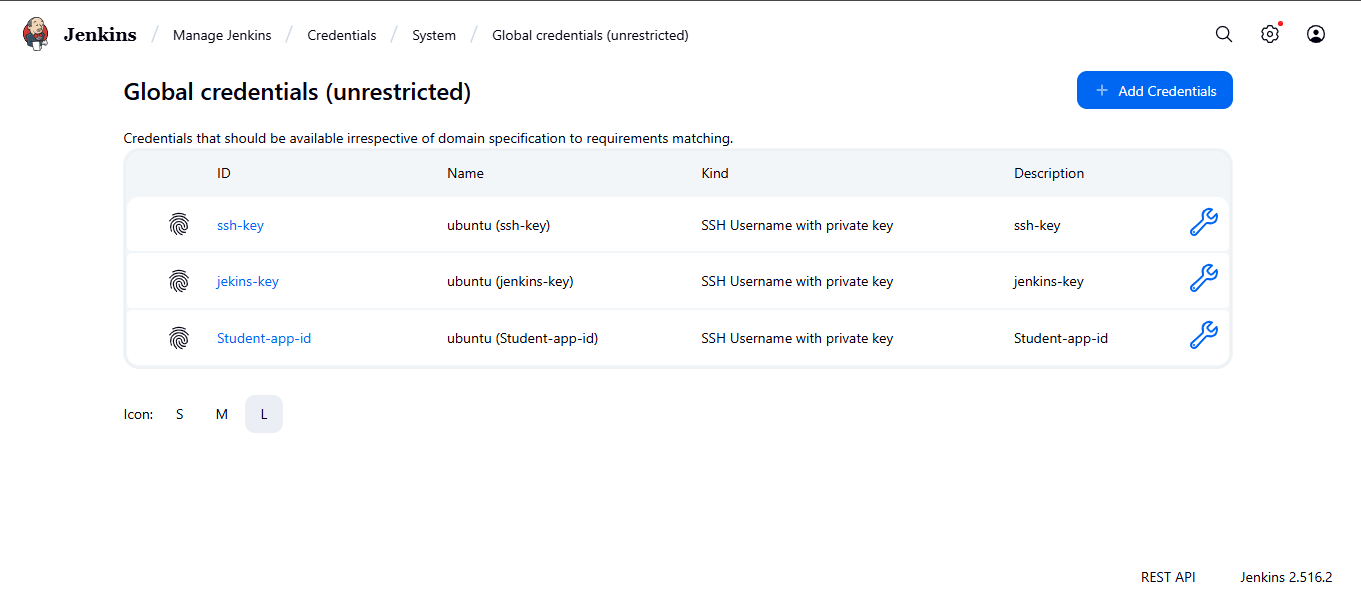 Jenkins / Manage Jenkins / Credentials / System / Global credentials (unrestricted)
Global credentials (unrestricted)
+ Add Credentials
Credentials that should be available irrespective of domain specification to requirements matching.
ID Name Kind Description
ssh-key ubuntu (ssh-key) SSH Username with private key ssh-key
jekins-key ubuntu (jenkins-key) SSH Username with private key jenkins-key
Student-app-id ubuntu (Student-app-id) SSH Username with private key Student-app-id
Icon: S M L
REST API Jenkins 2.516.2